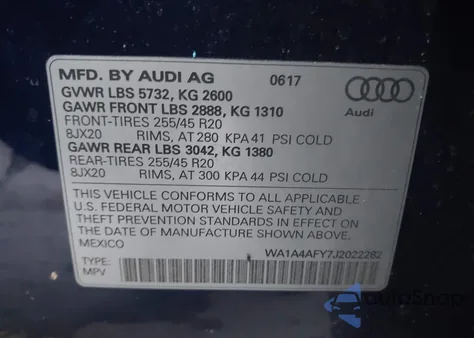 MFD. BY AUDI AG 0617
GVWR LBS 5732, KG 2600
GAWR FRONT LBS 2888, KG 1310
FRONT-TIRES 255/45 R20
8JX20 RIMS, AT 280 KPA 41 PSI COLD
GAWR REAR LBS 3042, KG 1380
REAR-TIRES 255/45 R20
8JX20 RIMS, AT 300 KPA 44 PSI COLD
Audi
THIS VEHICLE CONFORMS TO ALL APPLICABLE
U.S. FEDERAL MOTOR VEHICLE SAFETY AND
THEFT PREVENTION STANDARDS IN EFFECT ON
THE DATE OF MANUFACTURE SHOWN ABOVE.
MEXICO
WA1A4AFY7J2022282
TYPE:
MPV
AutoSnap